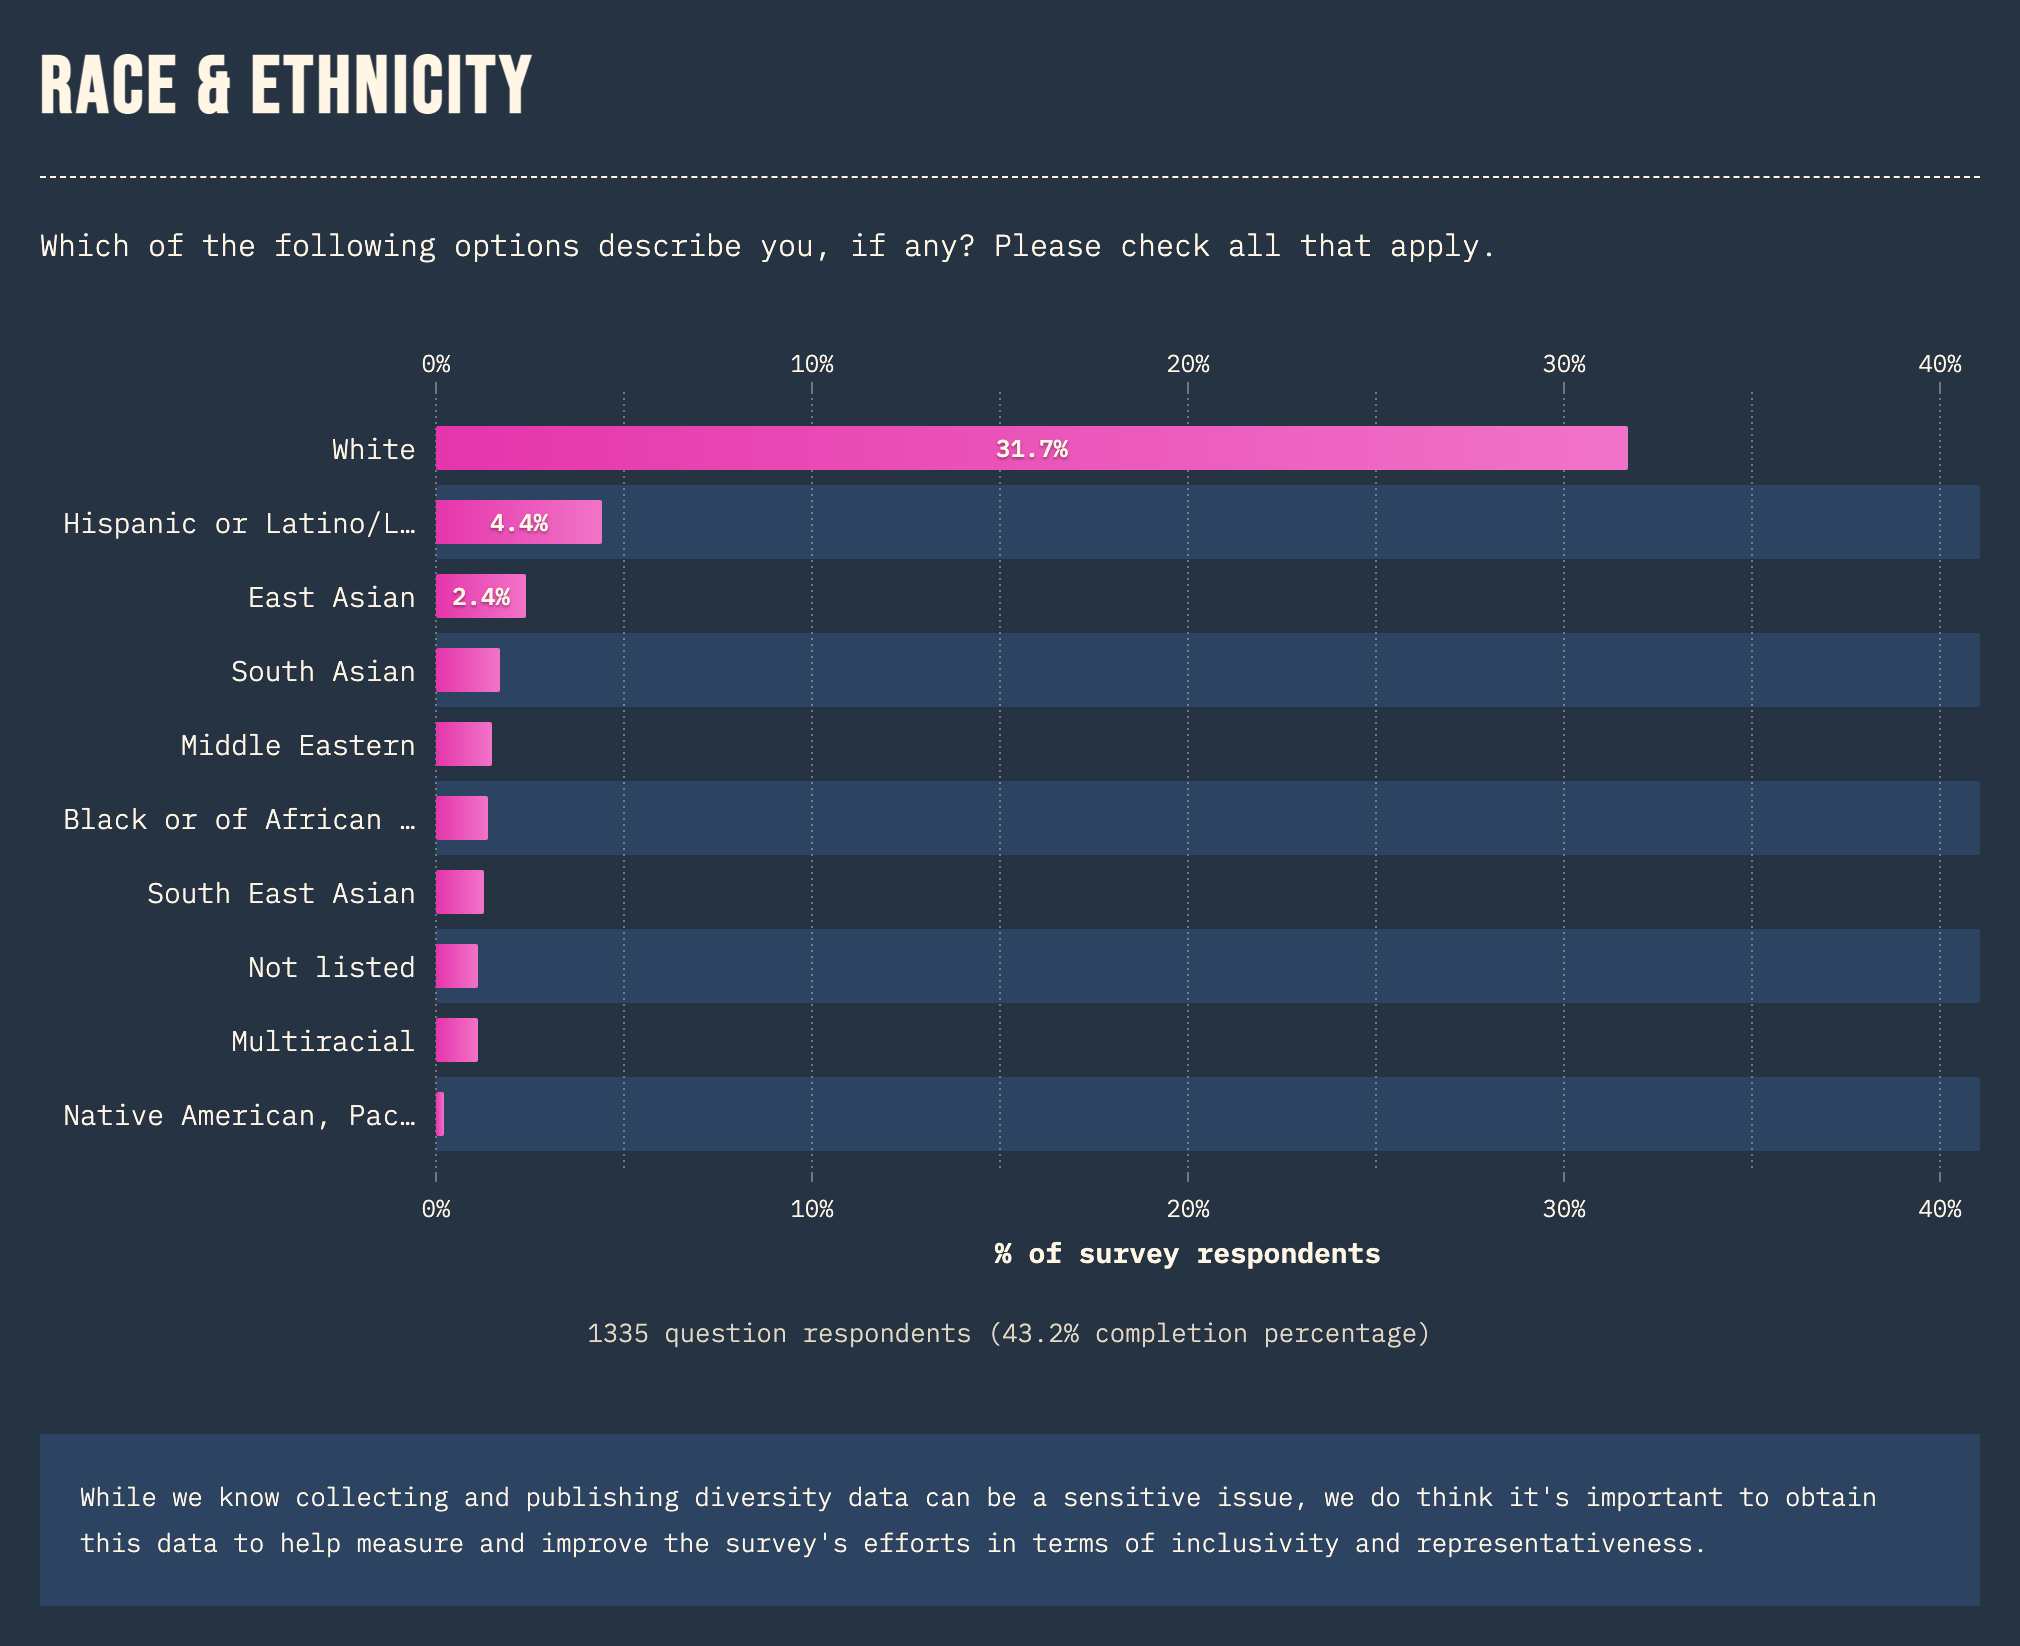 RACE & ETHNICITY
Which of the following options describe you, if any? Please check all that apply.
0% 10% 20% 30% 40%
White 31.7%
Hispanic or Latino/L… 4.4%
East Asian 2.4%
South Asian
Middle Eastern
Black or of African …
South East Asian
Not listed
Multiracial
Native American, Pac…
0% 10% 20% 30% 40%
% of survey respondents
1335 question respondents (43.2% completion percentage)
While we know collecting and publishing diversity data can be a sensitive issue, we do think it's important to obtain
this data to help measure and improve the survey's efforts in terms of inclusivity and representativeness.